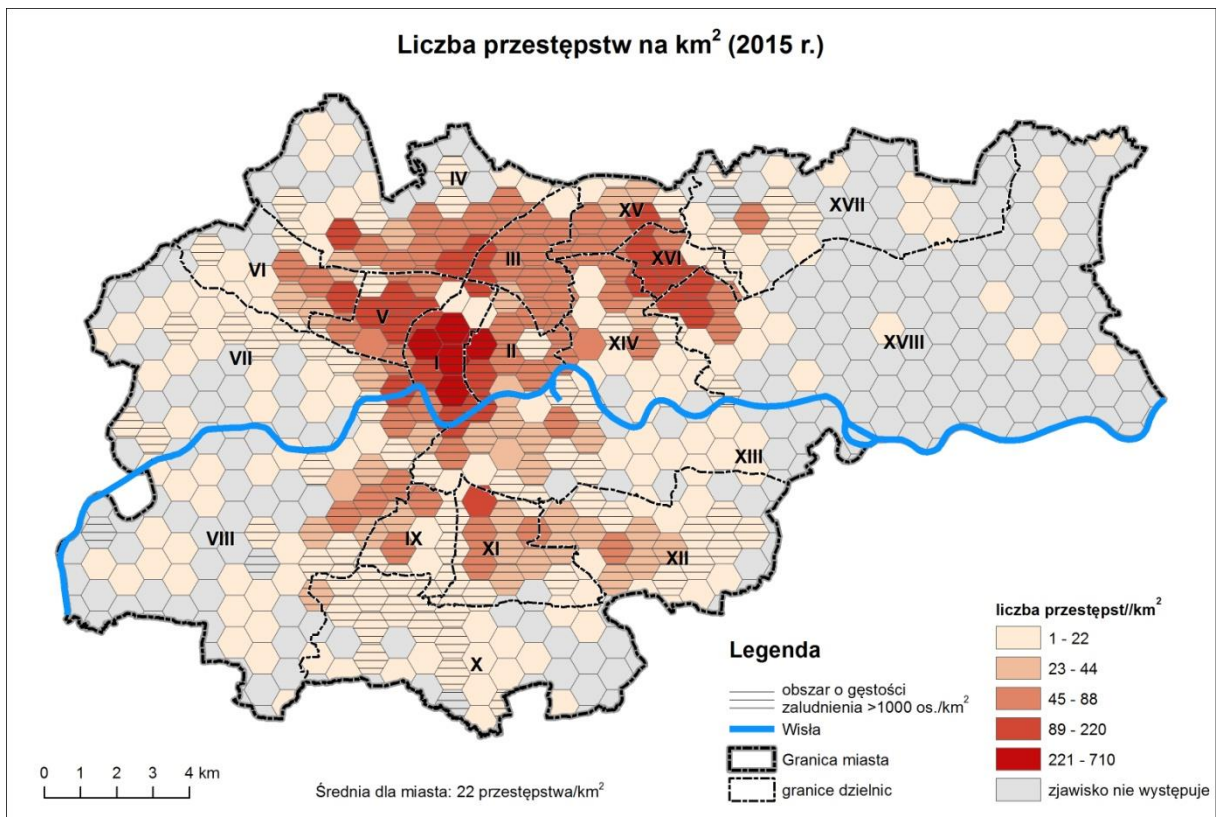 Liczba przestępstw na km² (2015 r.)
IV
XV
XVII
III
XVI
VI
V
XVIII
XIV
II
VII
I
XIII
VIII
IX
XI
XII
X
Legenda
obszar o gęstości
zaludnienia >1000 os./km²
Wisła
Granica miasta
granice dzielnic
liczba przestępst//km²
1 - 22
23 - 44
45 - 88
89 - 220
221 - 710
zjawisko nie występuje
0 1 2 3 4 km
Średnia dla miasta: 22 przestępstwa/km²